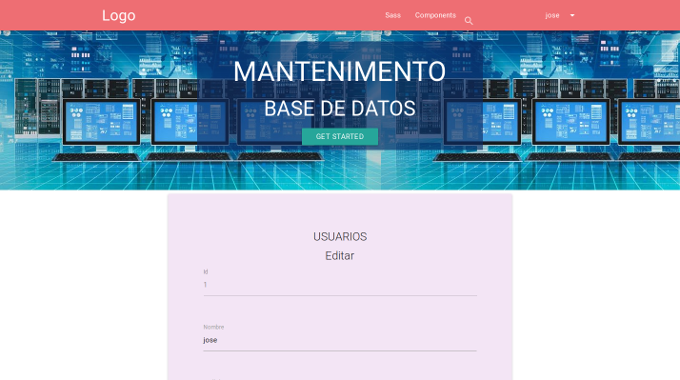 Logo
Sass Components jose
MANTENIMENTO
BASE DE DATOS
GET STARTED
USUARIOS
Editar
Id
1
Nombre
jose